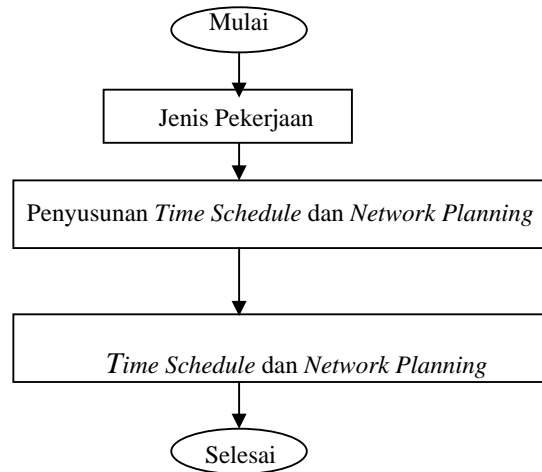 Mulai
Jenis Pekerjaan
Penyusunan Time Schedule dan Network Planning
Time Schedule dan Network Planning
Selesai